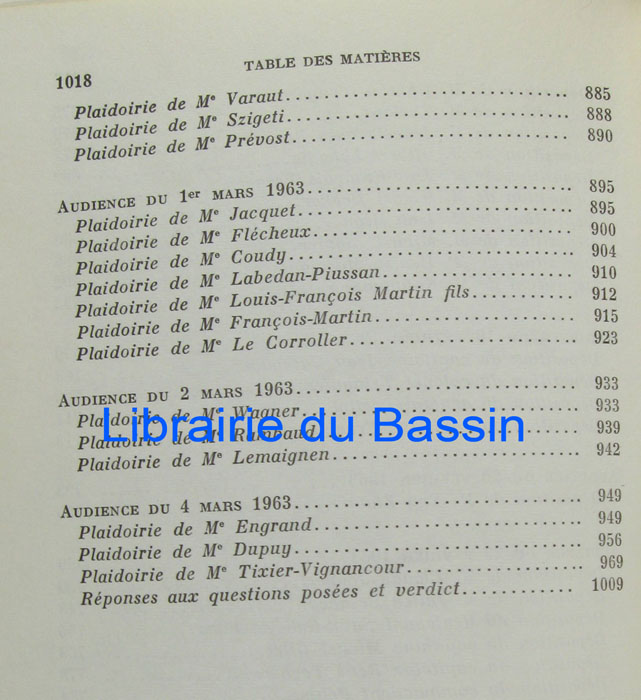 1018
TABLE DES MATIÈRES
Plaidoirie de Me Varaut.............................. 885
Plaidoirie de Me Szigeti.............................. 888
Plaidoirie de Me Prévost.............................. 890
AUDIENCE DU 1er MARS 1963............................ 895
Plaidoirie de Me Jacquet.............................. 895
Plaidoirie de Me Flécheux............................ 900
Plaidoirie de Me Coudy.............................. 904
Plaidoirie de Me Labedan-Piussan.................... 910
Plaidoirie de Me Louis-François Martin fils........... 912
Plaidoirie de Me François-Martin..................... 915
Plaidoirie de Me Le Corroller........................ 923
AUDIENCE DU 2 MARS 1963............................. 933
Plaidoirie de Me Wagner............................. 933
Plaidoirie de Me Rambaud............................ 939
Librairie du Bassin
Plaidoirie de Me Lemaignen.......................... 942
AUDIENCE DU 4 MARS 1963............................. 949
Plaidoirie de Me Engrand............................ 949
Plaidoirie de Me Dupuy.............................. 956
Plaidoirie de Me Tixier-Vignancour................... 969
Réponses aux questions posées et verdict............ 1009